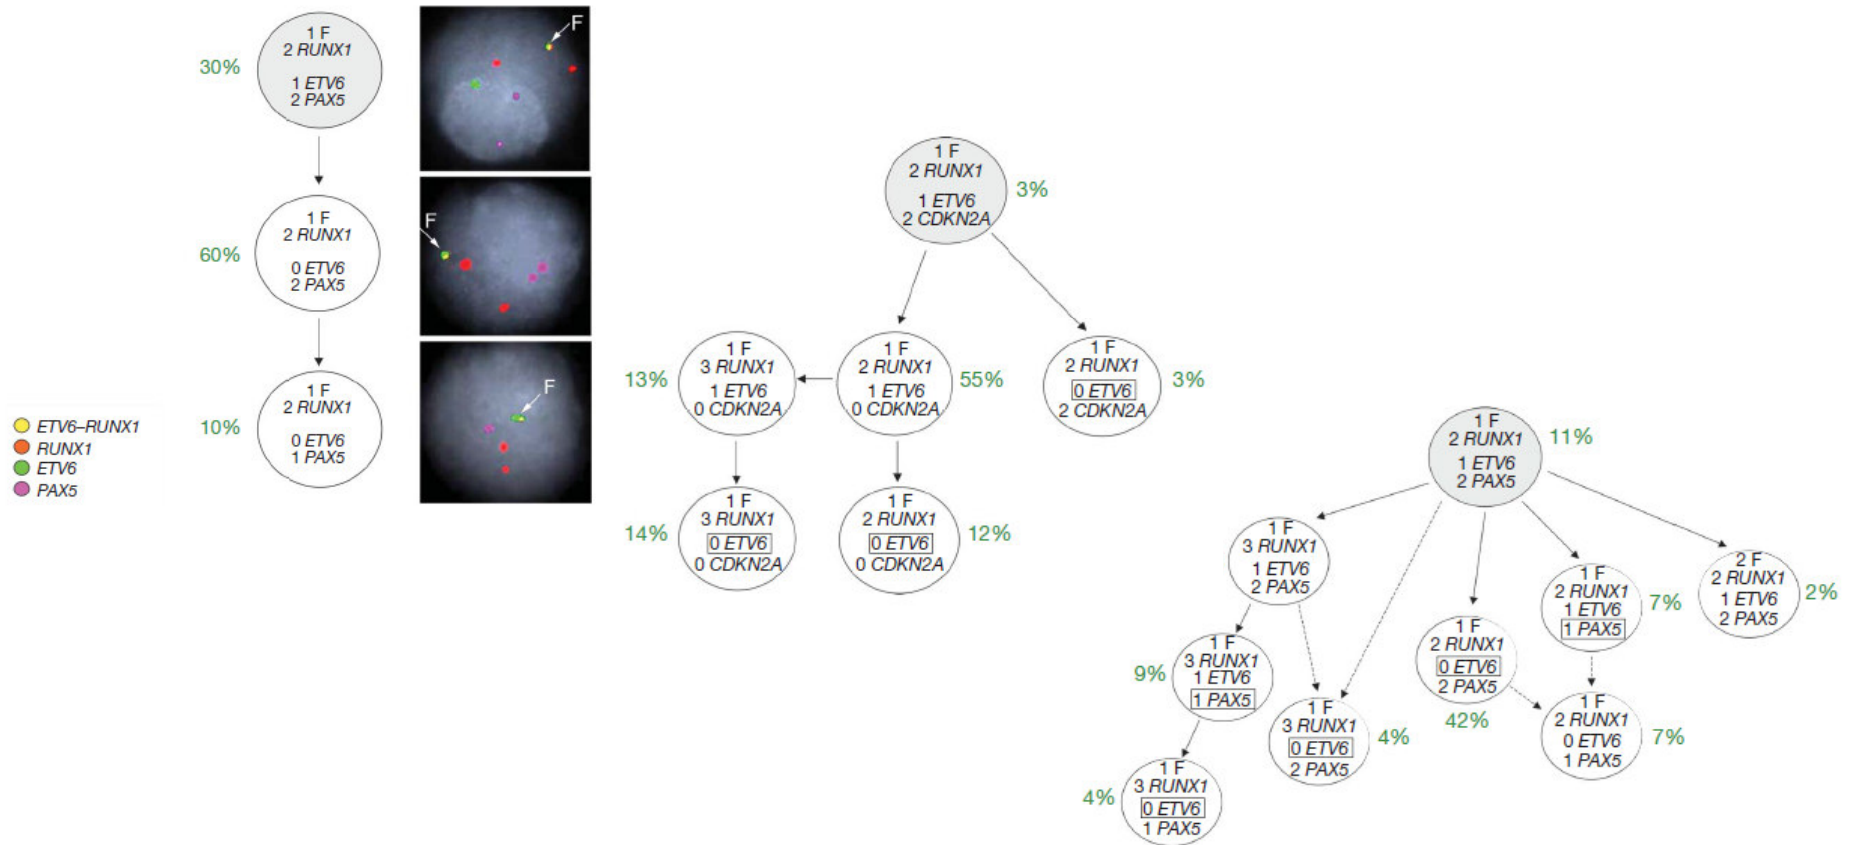 1 F
2 RUNX1
1 ETV6
2 PAX5
30%
F
1 F
2 RUNX1
0 ETV6
2 PAX5
60%
F
1 F
2 RUNX1
0 ETV6
1 PAX5
10%
F
ETV6–RUNX1
RUNX1
ETV6
PAX5
1 F
2 RUNX1
1 ETV6
2 CDKN2A
3%
13%
1 F
3 RUNX1
1 ETV6
0 CDKN2A
1 F
2 RUNX1
1 ETV6
0 CDKN2A
55%
1 F
2 RUNX1
0 ETV6
2 CDKN2A
3%
14%
1 F
3 RUNX1
0 ETV6
0 CDKN2A
1 F
2 RUNX1
0 ETV6
0 CDKN2A
12%
1 F
2 RUNX1
1 ETV6
2 PAX5
11%
1 F
3 RUNX1
1 ETV6
2 PAX5
9%
1 F
3 RUNX1
1 ETV6
1 PAX5
4%
1 F
3 RUNX1
0 ETV6
1 PAX5
1 F
3 RUNX1
0 ETV6
2 PAX5
4%
1 F
2 RUNX1
0 ETV6
2 PAX5
42%
1 F
2 RUNX1
1 ETV6
1 PAX5
7%
1 F
2 RUNX1
0 ETV6
1 PAX5
7%
2 F
2 RUNX1
1 ETV6
2 PAX5
2%